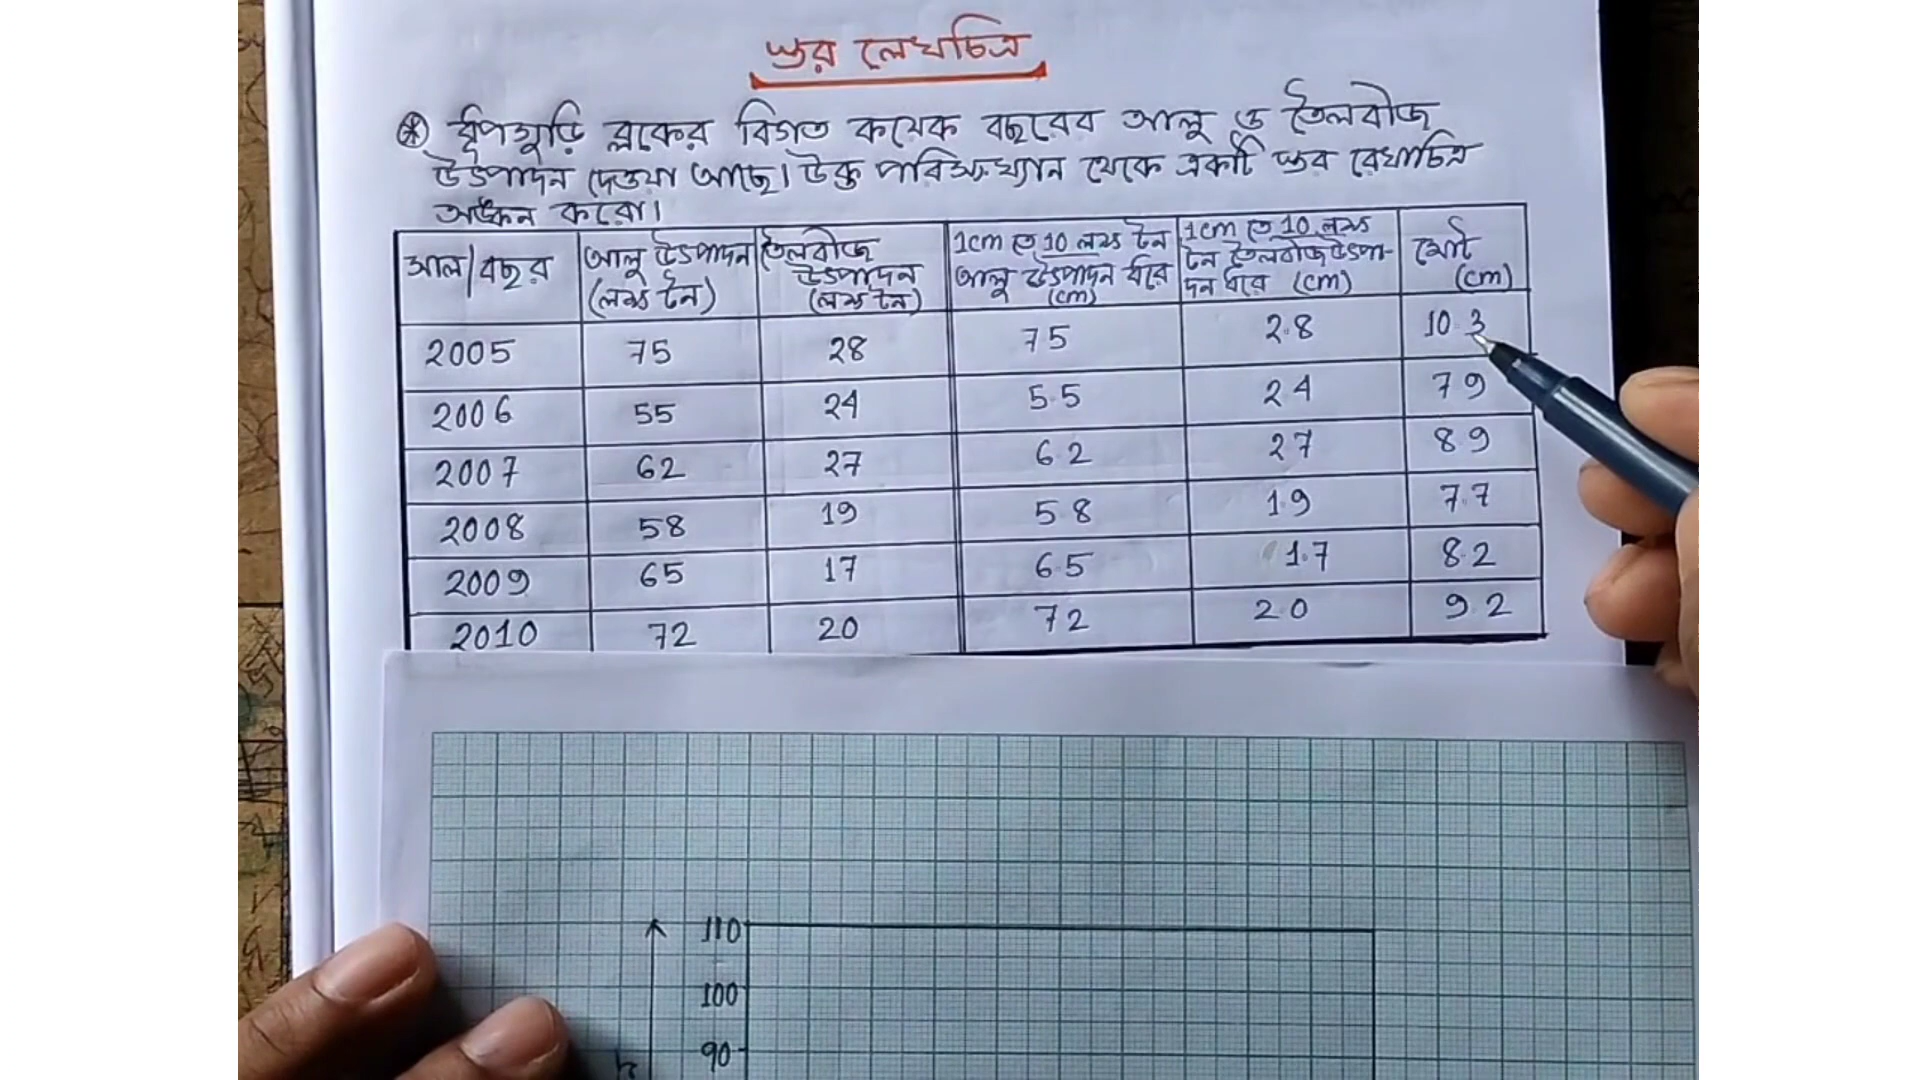 স্তর লেখচিত্র
ধূপগুড়ি ব্লকের বিগত কয়েক বছরের আলু ও তৈলবীজ
উৎপাদন দেওয়া আছে। উক্ত পরিসংখ্যান থেকে একটি স্তর রেখাচিত্র
অঙ্কন করো।
সাল/বছর আলু উৎপাদন (লক্ষ টন) তৈলবীজ উৎপাদন (লক্ষ টন) 1cm তে 10 লক্ষ টন আলু উৎপাদন ধরে (cm) 1cm তে 10 লক্ষ টন তৈলবীজ উৎপা-দন ধরে (cm) মোট (cm)
2005 75 28 7.5 2.8 10.3
2006 55 24 5.5 2.4 7.9
2007 62 27 6.2 2.7 8.9
2008 58 19 5.8 1.9 7.7
2009 65 17 6.5 1.7 8.2
2010 72 20 7.2 2.0 9.2
110
100
90